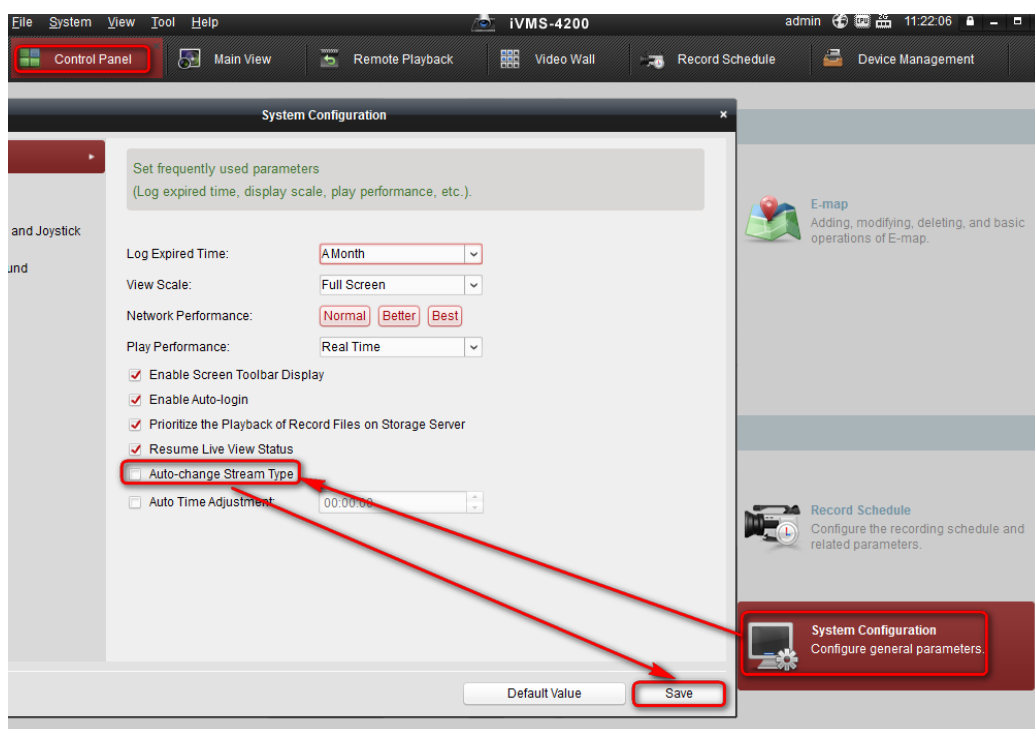 File System View Tool Help
iVMS-4200
admin
2G
11:22:06
Control Panel
Main View
Remote Playback
Video Wall
Record Schedule
Device Management
System Configuration
Set frequently used parameters
(Log expired time, display scale, play performance, etc.).
and Joystick
und
Log Expired Time:
A Month
View Scale:
Full Screen
Network Performance:
Normal
Better
Best
Play Performance:
Real Time
Enable Screen Toolbar Display
Enable Auto-login
Prioritize the Playback of Record Files on Storage Server
Resume Live View Status
Auto-change Stream Type
Auto Time Adjustment:
00:00:00
Default Value
Save
E-map
Adding, modifying, deleting, and basic
operations of E-map.
Record Schedule
Configure the recording schedule and
related parameters.
System Configuration
Configure general parameters.